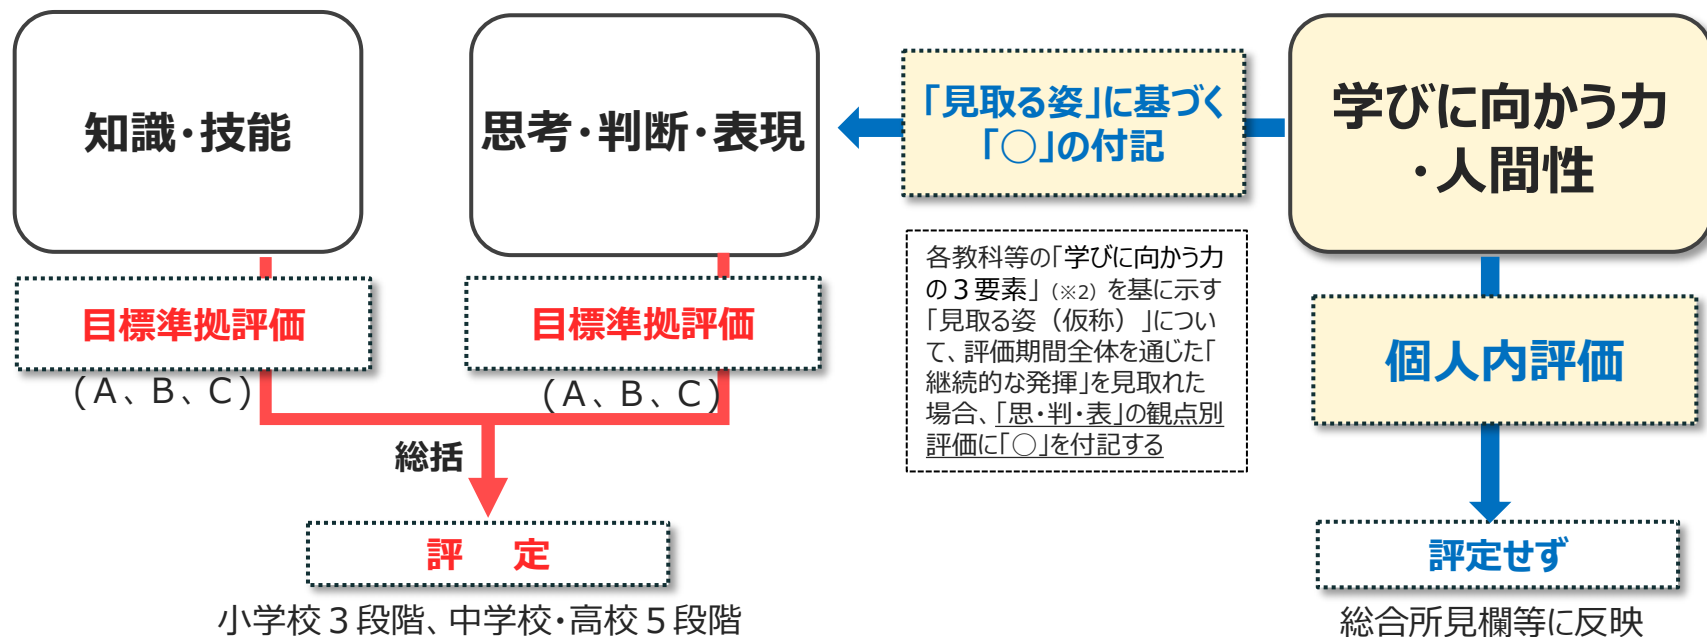 知識・技能
目標準拠評価
(A、B、C)
思考・判断・表現
目標準拠評価
(A、B、C)
総括
評　定
小学校３段階、中学校・高校５段階
「見取る姿」に基づく
「○」の付記
各教科等の「学びに向かう力
の３要素」（※2）を基に示す
「見取る姿（仮称）」につい
て、評価期間全体を通じた「
継続的な発揮」を見取れた
場合、「思・判・表」の観点別
評価に「○」を付記する
学びに向かう力
・人間性
個人内評価
評定せず
総合所見欄等に反映